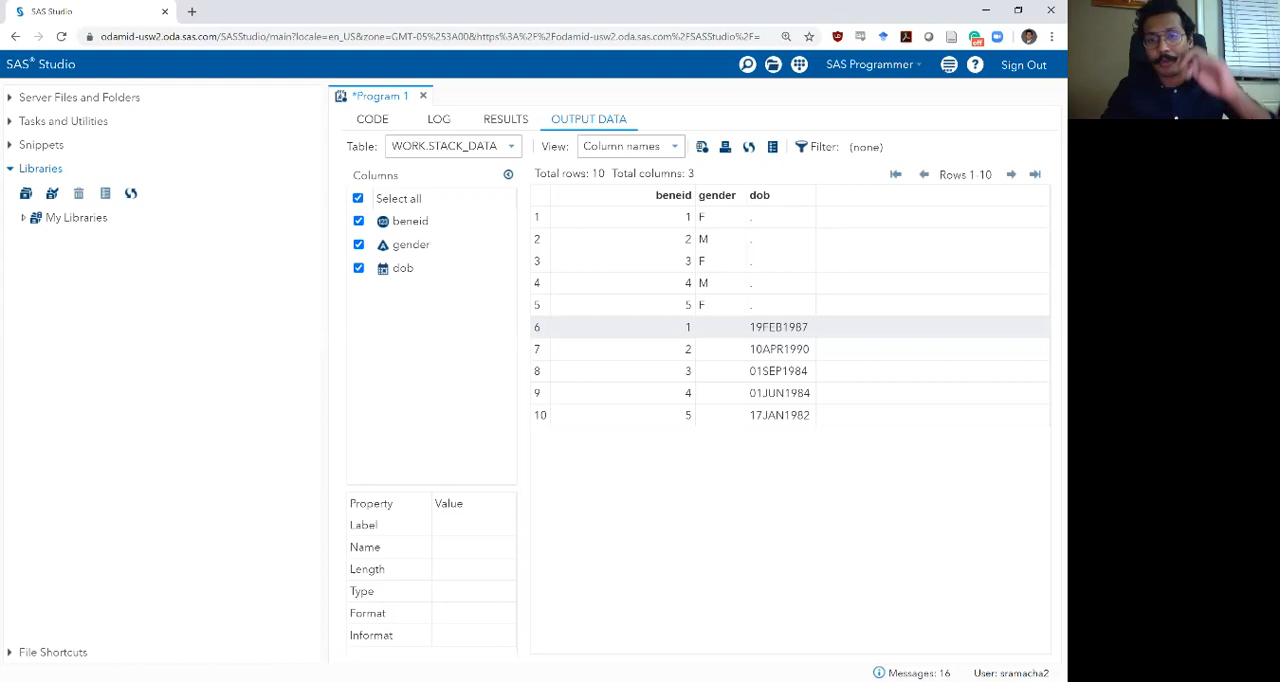 SAS Studio
odamid-usw2.oda.sas.com/SASStudio/main?locale=en_US&zone=GMT-05%253A00&https%3A%2F%2Fodamid-usw2.oda.sas.com%2FSASStudio%2F=
SAS® Studio
SAS Programmer
Sign Out
Server Files and Folders
Tasks and Utilities
Snippets
Libraries
My Libraries
File Shortcuts
*Program 1
CODE LOG RESULTS OUTPUT DATA
Table: WORK.STACK_DATA View: Column names Filter: (none)
Columns
Select all
beneid
gender
dob
Property Value
Label
Name
Length
Type
Format
Informat
Total rows: 10 Total columns: 3
Rows 1-10
beneid gender dob
1 1 F .
2 2 M .
3 3 F .
4 4 M .
5 5 F .
6 1 19FEB1987
7 2 10APR1990
8 3 01SEP1984
9 4 01JUN1984
10 5 17JAN1982
Messages: 16 User: sramacha2